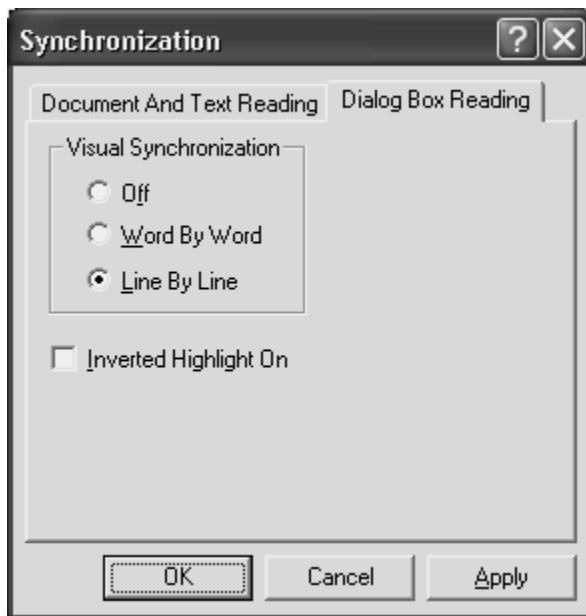 Synchronization
Document And Text Reading
Dialog Box Reading
Visual Synchronization
Off
Word By Word
Line By Line
Inverted Highlight On
OK
Cancel
Apply